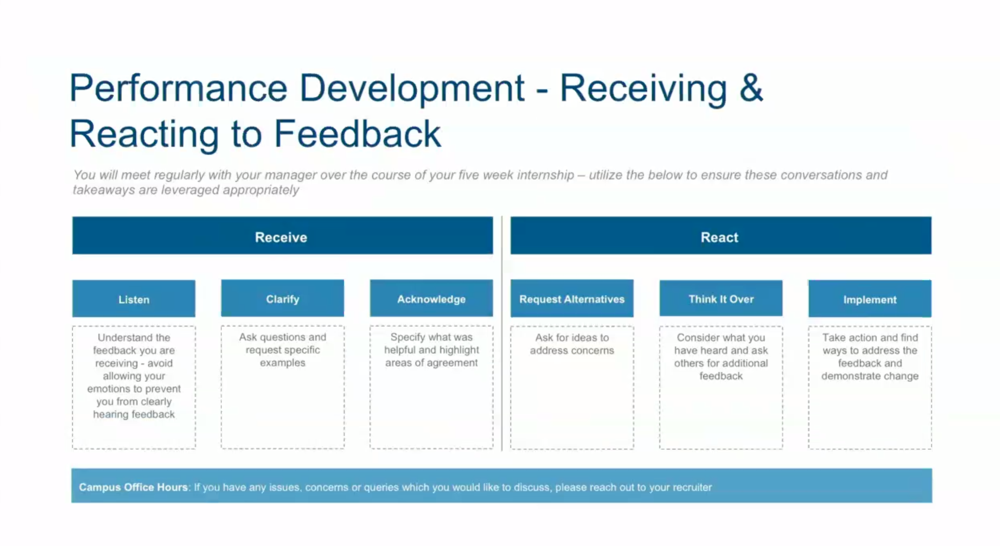 Performance Development - Receiving &
Reacting to Feedback
You will meet regularly with your manager over the course of your five week internship – utilize the below to ensure these conversations and
takeaways are leveraged appropriately
Receive
React
Listen
Clarify
Acknowledge
Request Alternatives
Think It Over
Implement
Understand the
feedback you are
receiving - avoid
allowing your
emotions to prevent
you from clearly
hearing feedback
Ask questions and
request specific
examples
Specify what was
helpful and highlight
areas of agreement
Ask for ideas to
address concerns
Consider what you
have heard and ask
others for additional
feedback
Take action and find
ways to address the
feedback and
demonstrate change
Campus Office Hours: If you have any issues, concerns or queries which you would like to discuss, please reach out to your recruiter